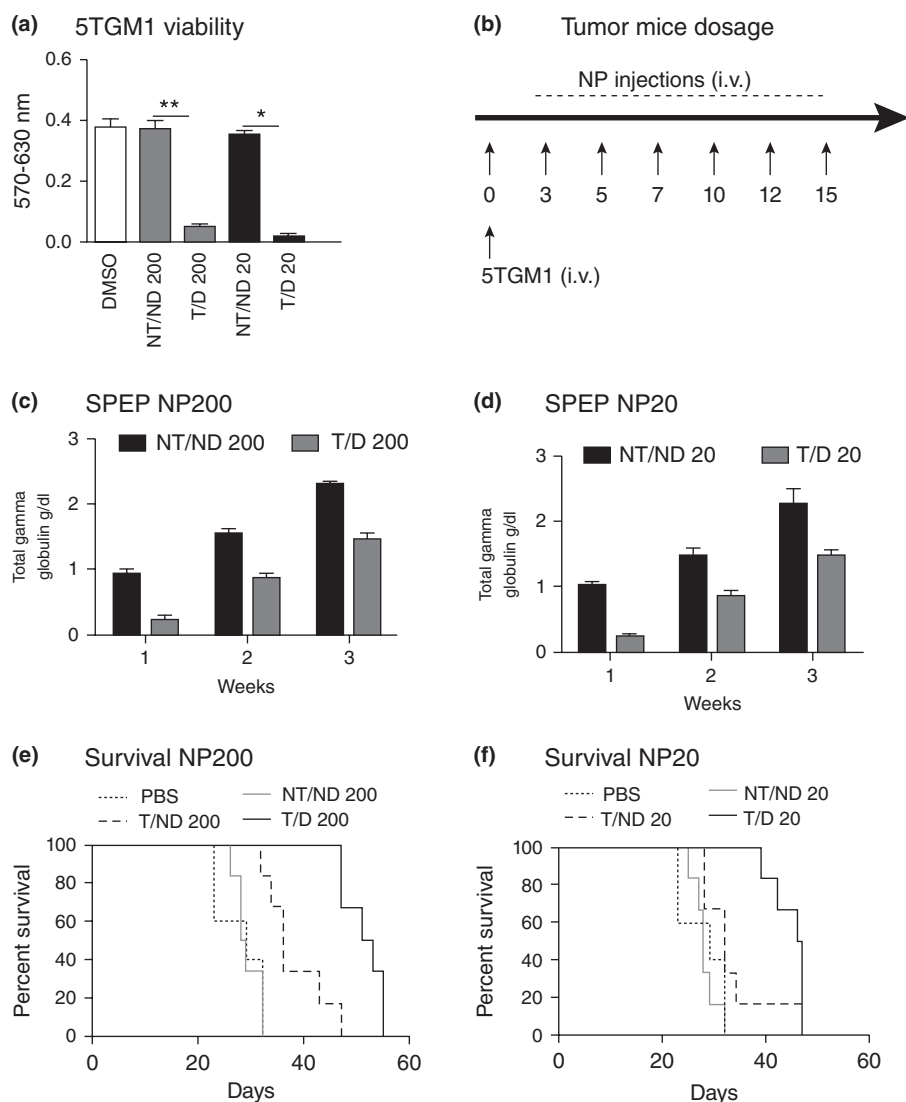 (a) 5TGM1 viability
570-630 nm
0.6
0.4
0.2
0.0
**
*
DMSO
NT/ND 200
T/D 200
NT/ND 20
T/D 20
(b) Tumor mice dosage
NP injections (i.v.)
0 3 5 7 10 12 15
5TGM1 (i.v.)
(c) SPEP NP200
NT/ND 200 T/D 200
Total gamma
globulin g/dl
3
2
1
0
1 2 3
Weeks
(d) SPEP NP20
NT/ND 20 T/D 20
Total gamma
globulin g/dl
3
2
1
0
1 2 3
Weeks
(e) Survival NP200
PBS NT/ND 200
T/ND 200 T/D 200
Percent survival
100
80
60
40
20
0
0 20 40 60
Days
(f) Survival NP20
PBS NT/ND 20
T/ND 20 T/D 20
Percent survival
100
80
60
40
20
0
0 20 40 60
Days